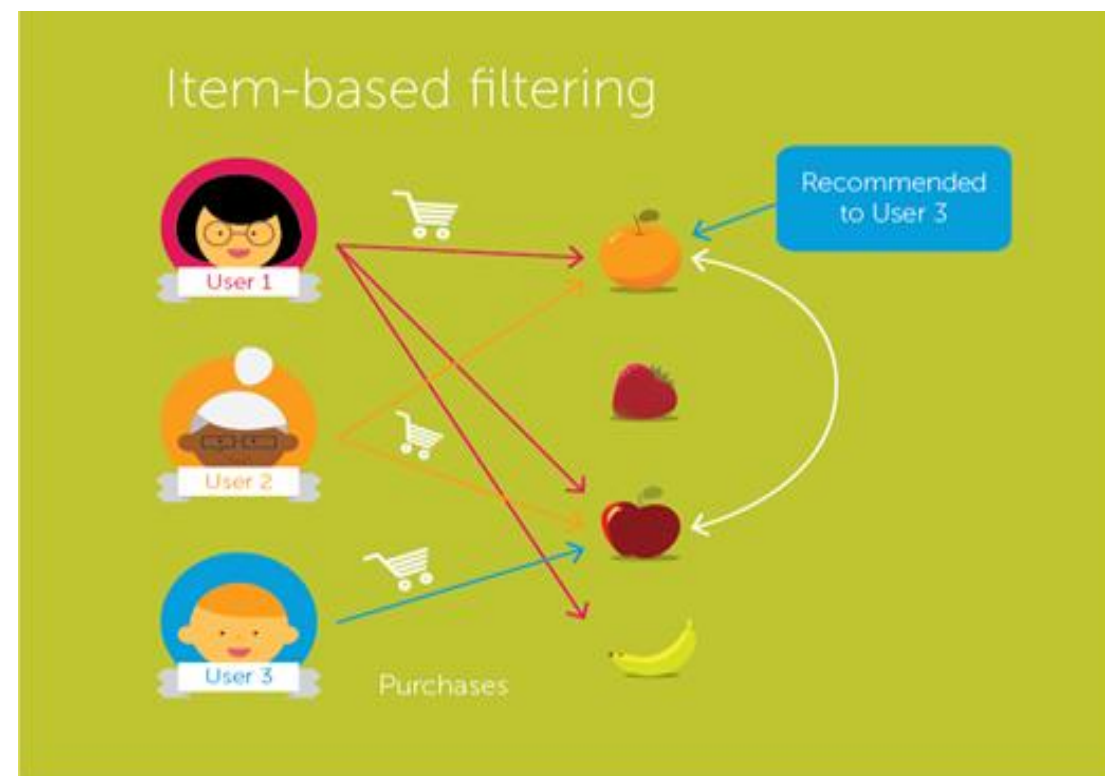 Item-based filtering
Recommended
to User 3
User 1
User 2
User 3
Purchases